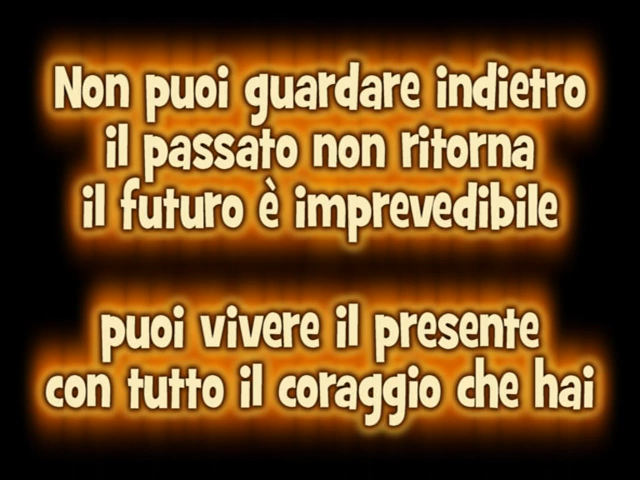 Non puoi guardare indietro
il passato non ritorna
il futuro è imprevedibile
puoi vivere il presente
con tutto il coraggio che hai